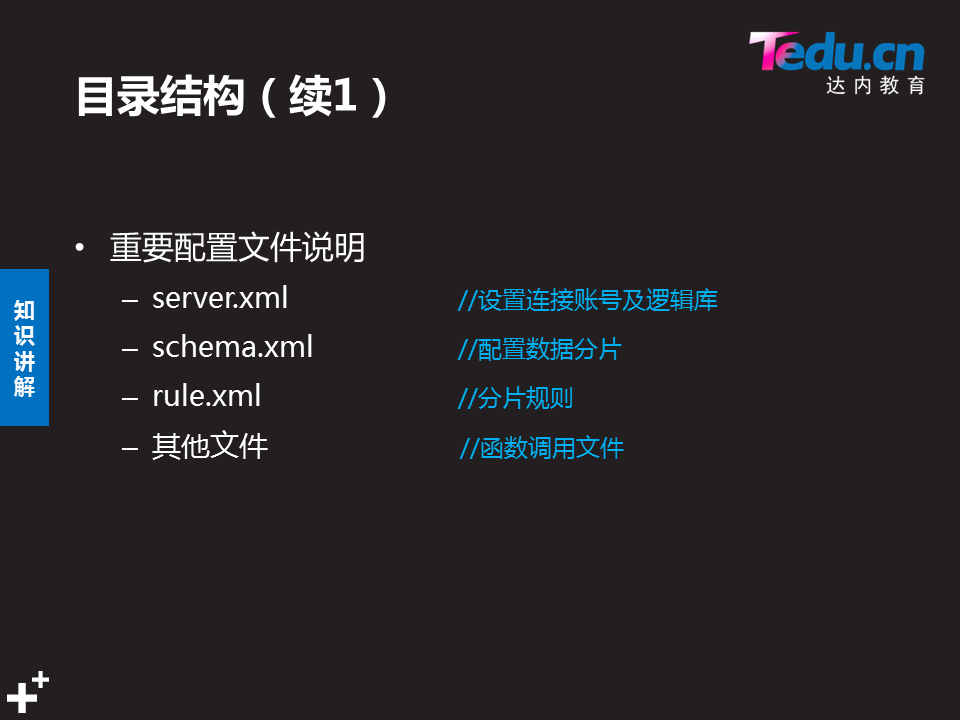 Tedu.cn
达内教育
目录结构（续1）
• 重要配置文件说明
– server.xml //设置连接账号及逻辑库
– schema.xml //配置数据分片
– rule.xml //分片规则
– 其他文件 //函数调用文件
知
识
讲
解